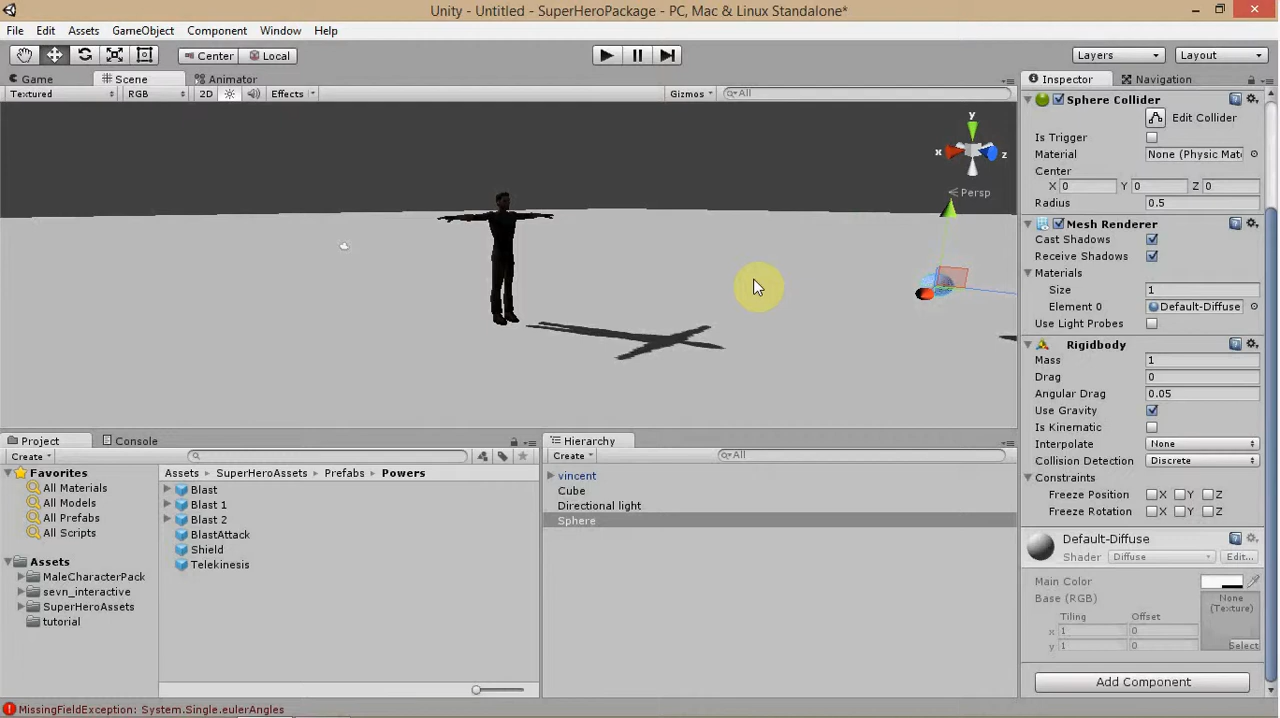 Unity - Untitled - SuperHeroPackage - PC, Mac & Linux Standalone*
File Edit Assets GameObject Component Window Help
Center Local Layers Layout
Game Scene Animator
Textured RGB 2D Effects Gizmos All
y
x
z
Persp
Inspector Navigation
Sphere Collider
Edit Collider
Is Trigger
Material None (Physic Mat
Center
X 0 Y 0 Z 0
Radius 0.5
Mesh Renderer
Cast Shadows
Receive Shadows
Materials
Size 1
Element 0 Default-Diffuse
Use Light Probes
Rigidbody
Mass 1
Drag 0
Angular Drag 0.05
Use Gravity
Is Kinematic
Interpolate None
Collision Detection Discrete
Constraints
Freeze Position X Y Z
Freeze Rotation X Y Z
Default-Diffuse
Shader Diffuse Edit...
Main Color
Base (RGB)
None
(Texture)
Tiling Offset
x 1 0
y 1 0
Select
Add Component
Project Console
Create
Favorites
All Materials
All Models
All Prefabs
All Scripts
Assets
MaleCharacterPack
sevn_interactive
SuperHeroAssets
tutorial
Assets SuperHeroAssets Prefabs Powers
Blast
Blast 1
Blast 2
BlastAttack
Shield
Telekinesis
Hierarchy
Create All
vincent
Cube
Directional light
Sphere
MissingFieldException: System.Single.eulerAngles